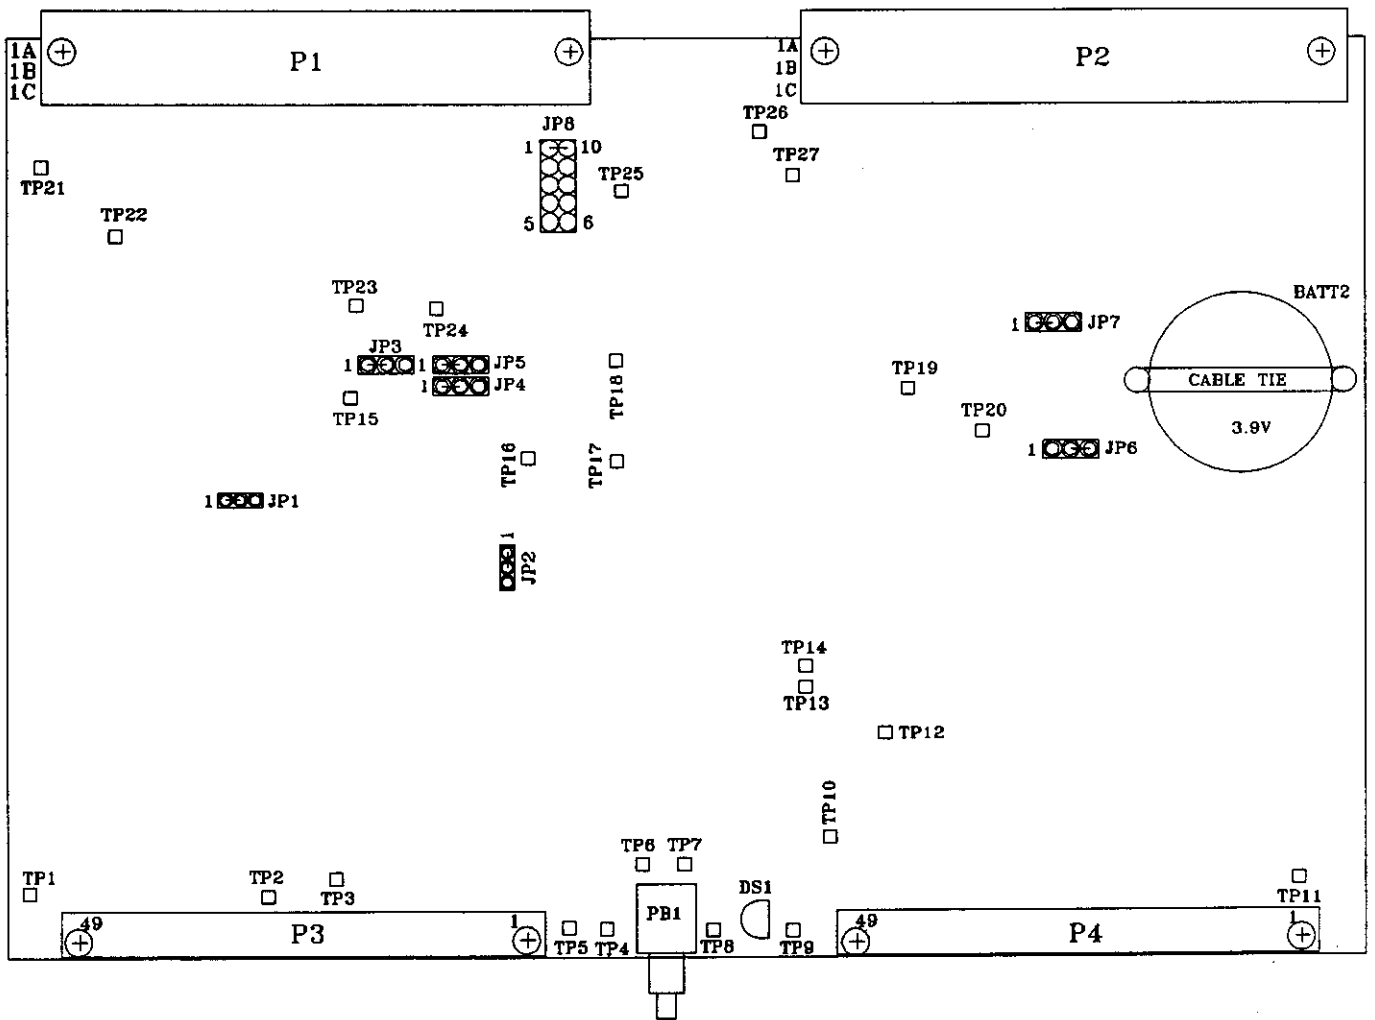 1A
1B
1C
P1
1A
1B
1C
P2
TP26
JP8
1
10
TP27
TP25
TP21
TP22
5
6
TP23
BATT2
TP24
1
JP7
JP3
1
1
JP5
1
JP4
TP18
TP19
CABLE TIE
TP15
TP20
3.9V
TP16
TP17
1
JP6
1
JP1
1
JP2
TP14
TP13
TP12
TP10
TP6
TP7
TP1
TP2
TP3
DS1
TP11
49
P3
1
PB1
49
P4
1
TP5
TP4
TP8
TP9